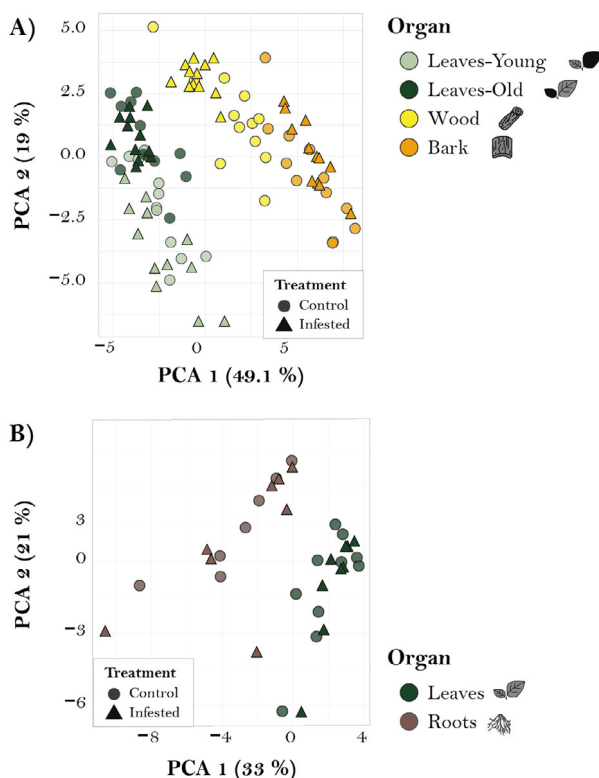 A)
5.0
2.5
0.0
−2.5
−5.0
PCA 2 (19 %)
−5
0
5
PCA 1 (49.1 %)
Treatment
Control
Infested
Organ
Leaves-Young
Leaves-Old
Wood
Bark
B)
3
0
−3
−6
PCA 2 (21 %)
−8
−4
0
4
PCA 1 (33 %)
Treatment
Control
Infested
Organ
Leaves
Roots